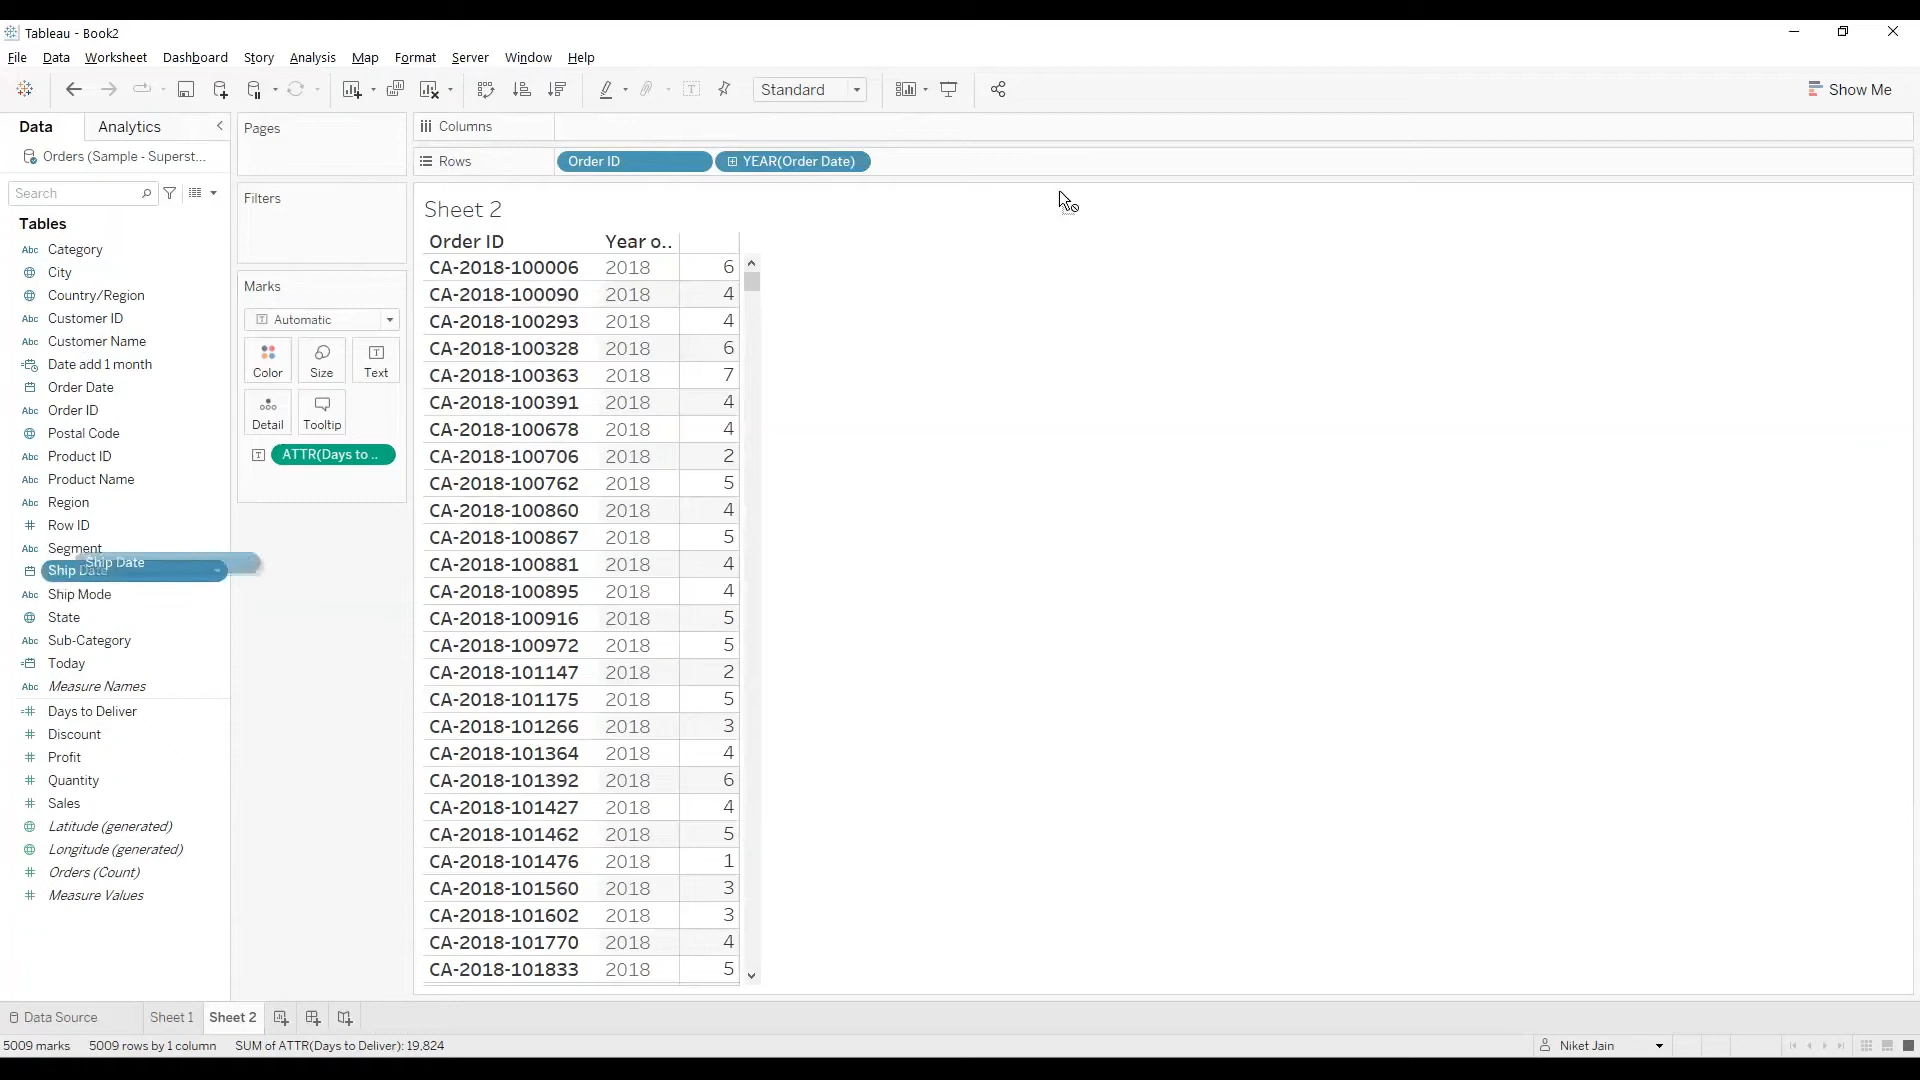 Tableau - Book2
File Data Worksheet Dashboard Story Analysis Map Format Server Window Help
Standard
Show Me
Data Analytics
Orders (Sample - Superst...
Search
Tables
Abc Category
City
Country/Region
Abc Customer ID
Abc Customer Name
Date add 1 month
Order Date
Abc Order ID
Postal Code
Abc Product ID
Abc Product Name
Abc Region
# Row ID
Abc Segment
Ship Date
Ship Date
Abc Ship Mode
State
Abc Sub-Category
Today
Abc Measure Names
=# Days to Deliver
# Discount
# Profit
# Quantity
# Sales
Latitude (generated)
Longitude (generated)
# Orders (Count)
# Measure Values
Pages
Filters
Marks
Automatic
Color Size Text
Detail Tooltip
ATTR(Days to ..
Columns
Rows Order ID YEAR(Order Date)
Sheet 2
Order ID Year o..
CA-2018-100006 2018 6
CA-2018-100090 2018 4
CA-2018-100293 2018 4
CA-2018-100328 2018 6
CA-2018-100363 2018 7
CA-2018-100391 2018 4
CA-2018-100678 2018 4
CA-2018-100706 2018 2
CA-2018-100762 2018 5
CA-2018-100860 2018 4
CA-2018-100867 2018 5
CA-2018-100881 2018 4
CA-2018-100895 2018 4
CA-2018-100916 2018 5
CA-2018-100972 2018 5
CA-2018-101147 2018 2
CA-2018-101175 2018 5
CA-2018-101266 2018 3
CA-2018-101364 2018 4
CA-2018-101392 2018 6
CA-2018-101427 2018 4
CA-2018-101462 2018 5
CA-2018-101476 2018 1
CA-2018-101560 2018 3
CA-2018-101602 2018 3
CA-2018-101770 2018 4
CA-2018-101833 2018 5
Data Source Sheet 1 Sheet 2
5009 marks 5009 rows by 1 column SUM of ATTR(Days to Deliver): 19,824
Niket Jain